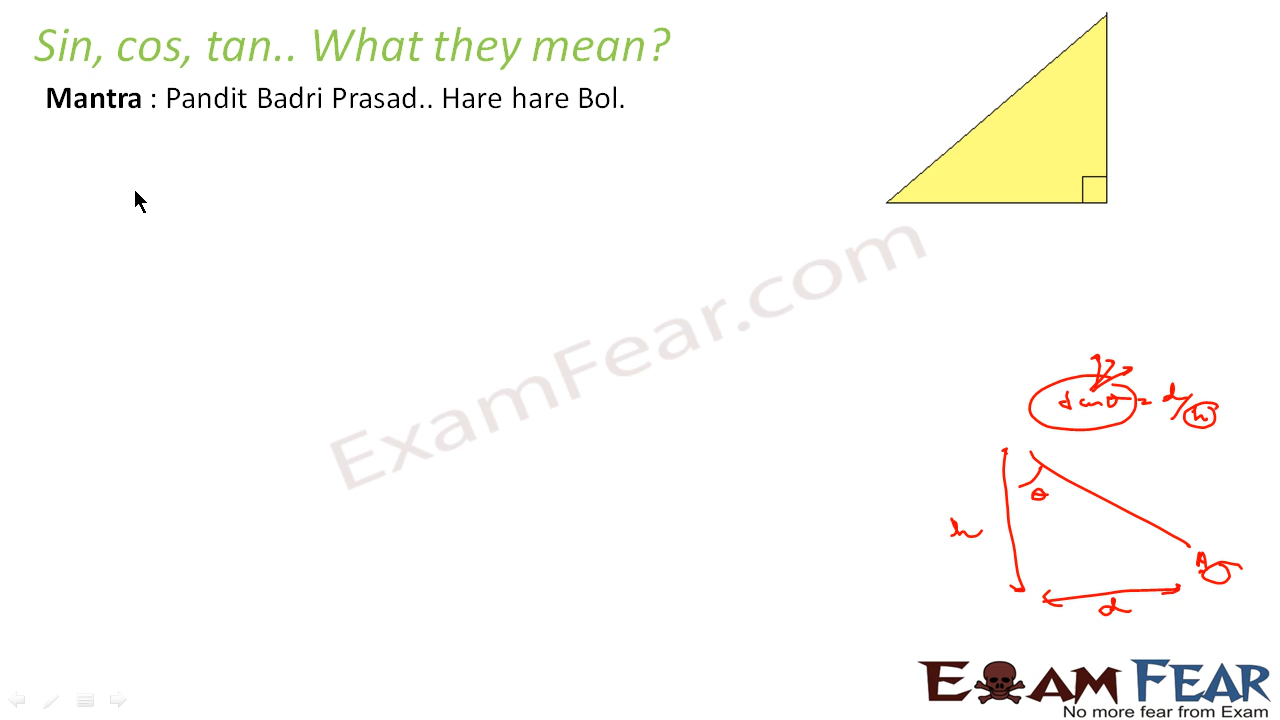 Sin, cos, tan.. What they mean?
Mantra : Pandit Badri Prasad.. Hare hare Bol.
ExamFear.com
tanθ = d/h
θ
h
d
EXAM FEAR
No more fear from Exam